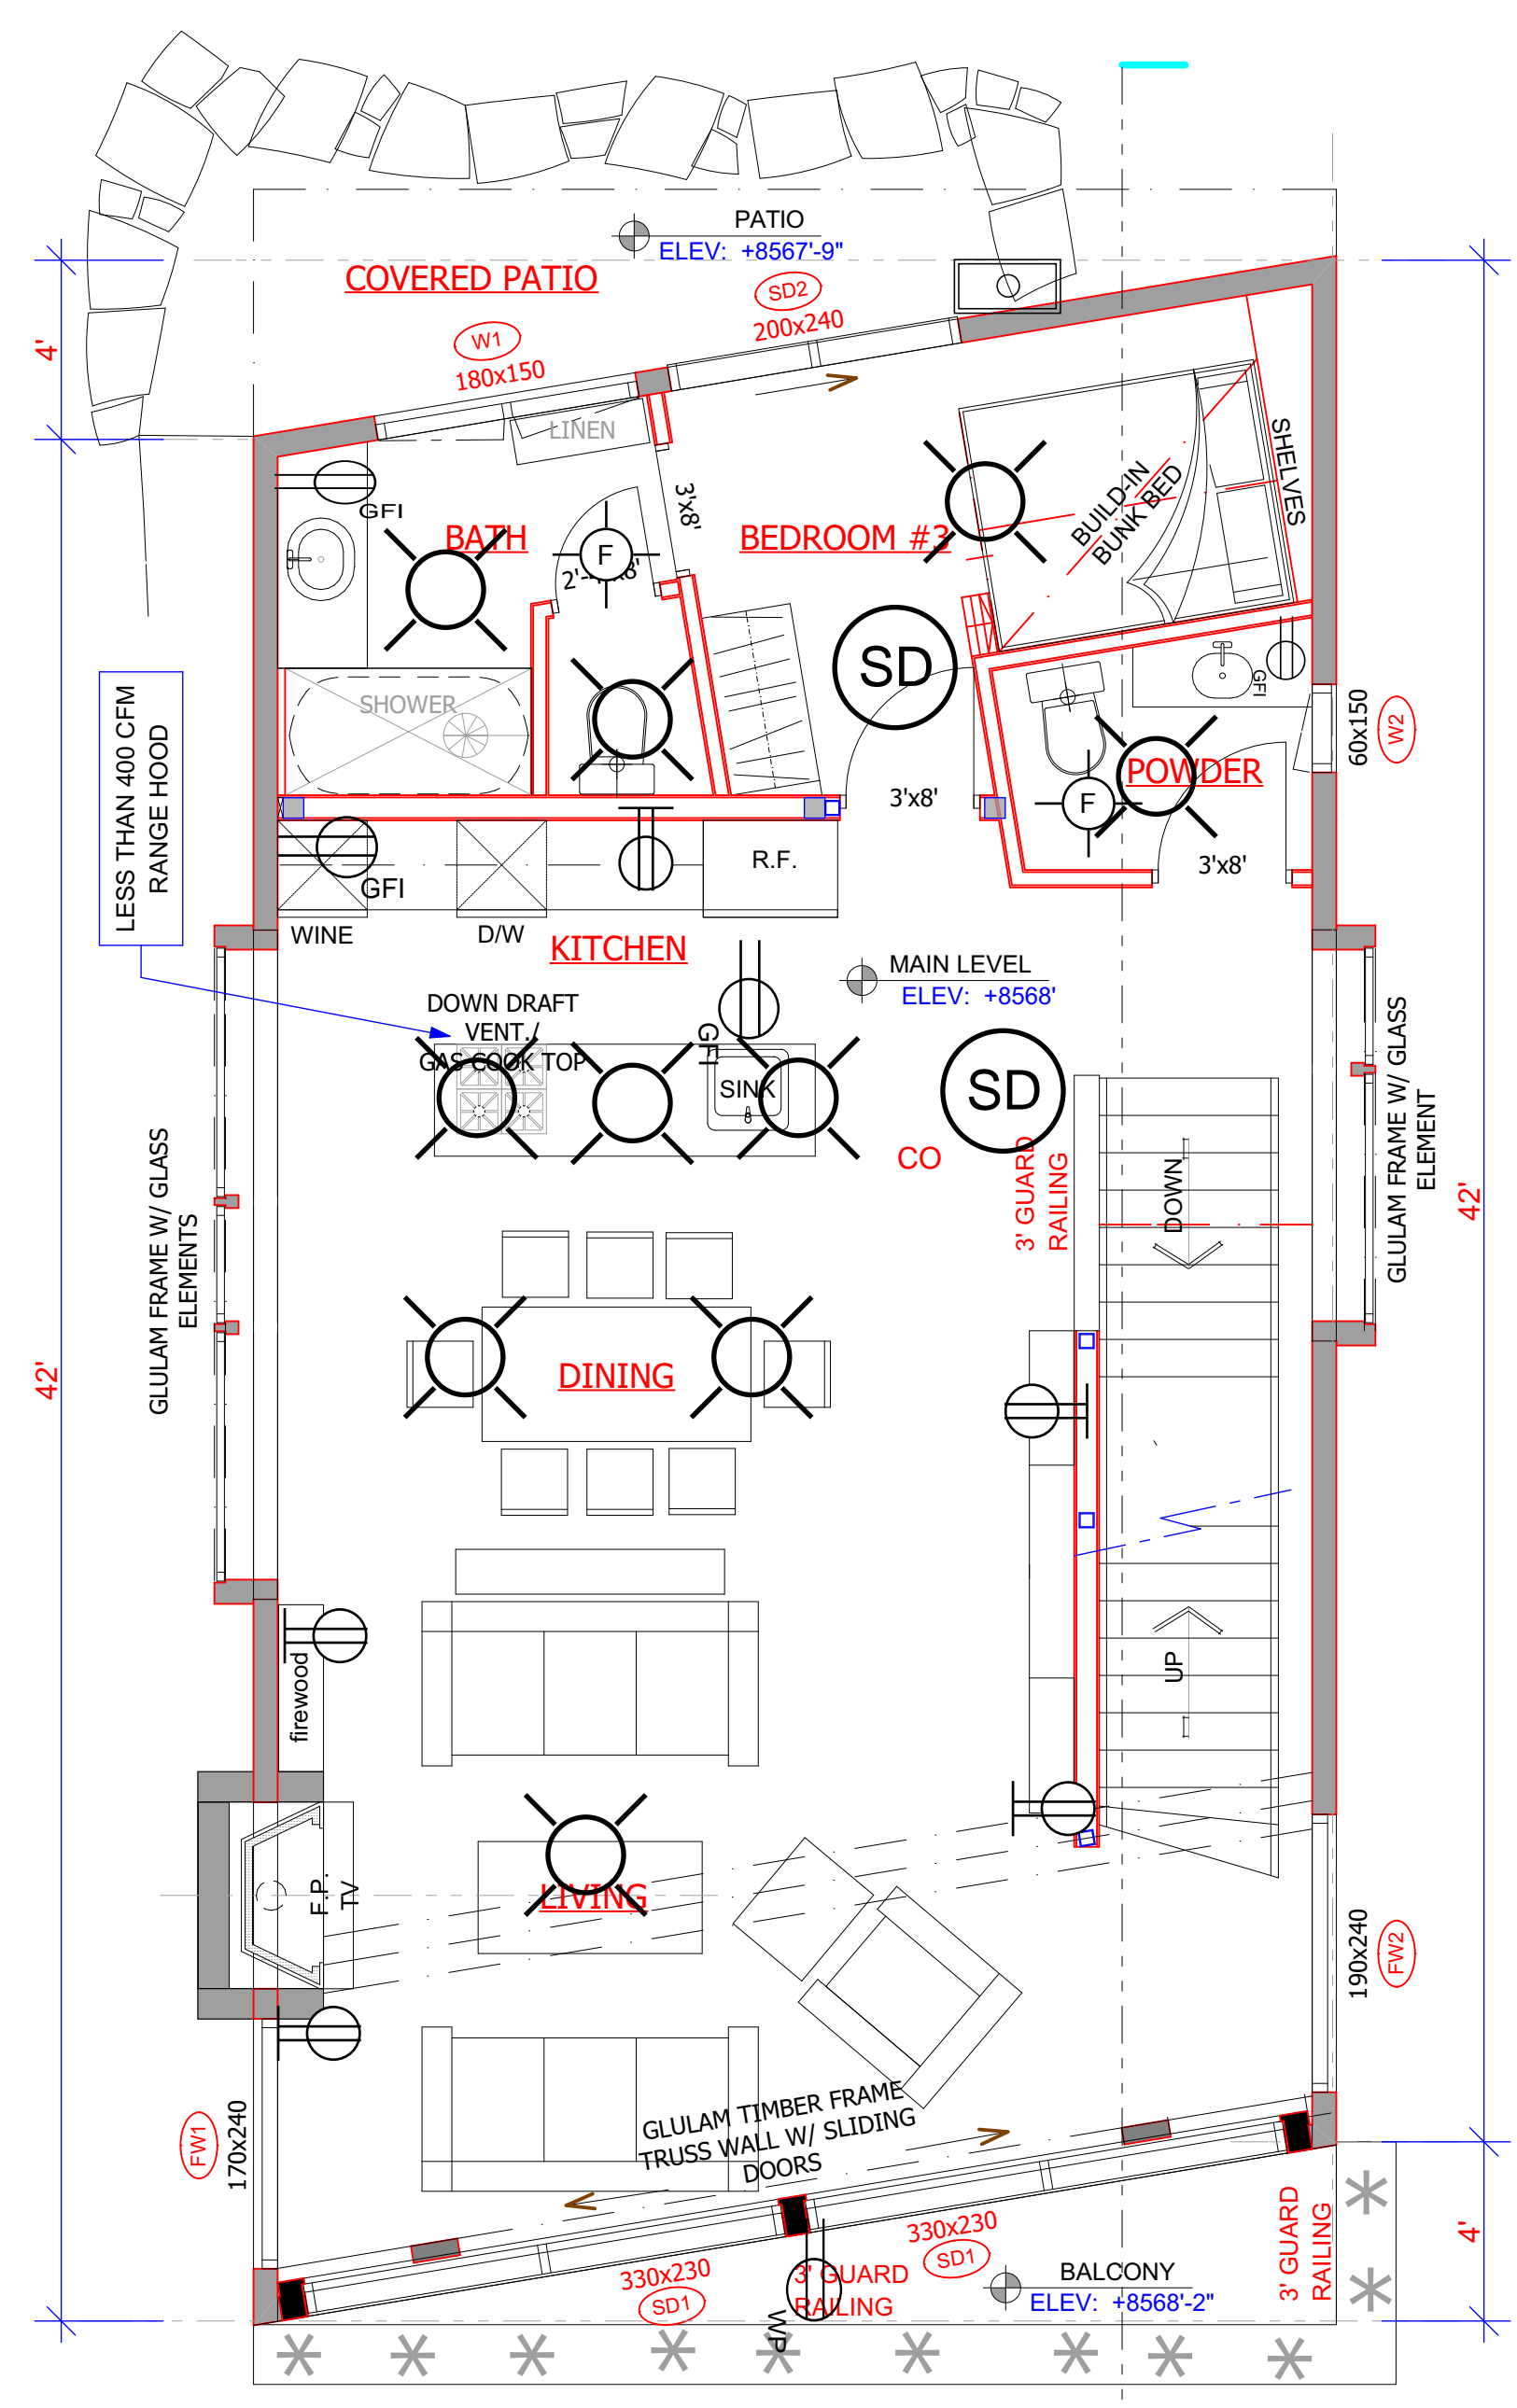 PATIO
ELEV: +8567'-9"
COVERED PATIO
SD2
200x240
W1
180x150
4'
LINEN
SHELVES
3'x8'
GFI
BATH
F
BEDROOM #3
BUILD-IN
BUNK BED
SD
SHOWER
GFI
LESS THAN 400 CFM
RANGE HOOD
60x150
W2
POWDER
F
3'x8'
3'x8'
R.F.
GFI
WINE
D/W
KITCHEN
MAIN LEVEL
ELEV: +8568'
DOWN DRAFT
VENT./
GAS COOK TOP
GFI
SINK
SD
CO
3' GUARD
RAILING
DOWN
GLULAM FRAME W/ GLASS
ELEMENT
42'
GLULAM FRAME W/ GLASS
ELEMENTS
42'
DINING
firewood
UP
F.P.
TV
LIVING
190x240
FW2
GLULAM TIMBER FRAME
TRUSS WALL W/ SLIDING
DOORS
FW1
170x240
330x230
SD1
330x230
SD1
3' GUARD
RAILING
WP
BALCONY
ELEV: +8568'-2"
3' GUARD
RAILING
4'